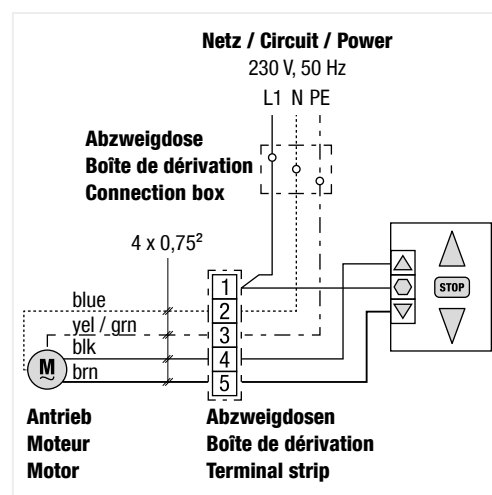 Netz / Circuit / Power
230 V, 50 Hz
L1 N PE
Abzweigdose
Boîte de dérivation
Connection box
4 x 0,75²
1
2
3
4
5
STOP
blue
yel / grn
blk
brn
M
Antrieb
Moteur
Motor
Abzweigdosen
Boîte de dérivation
Terminal strip